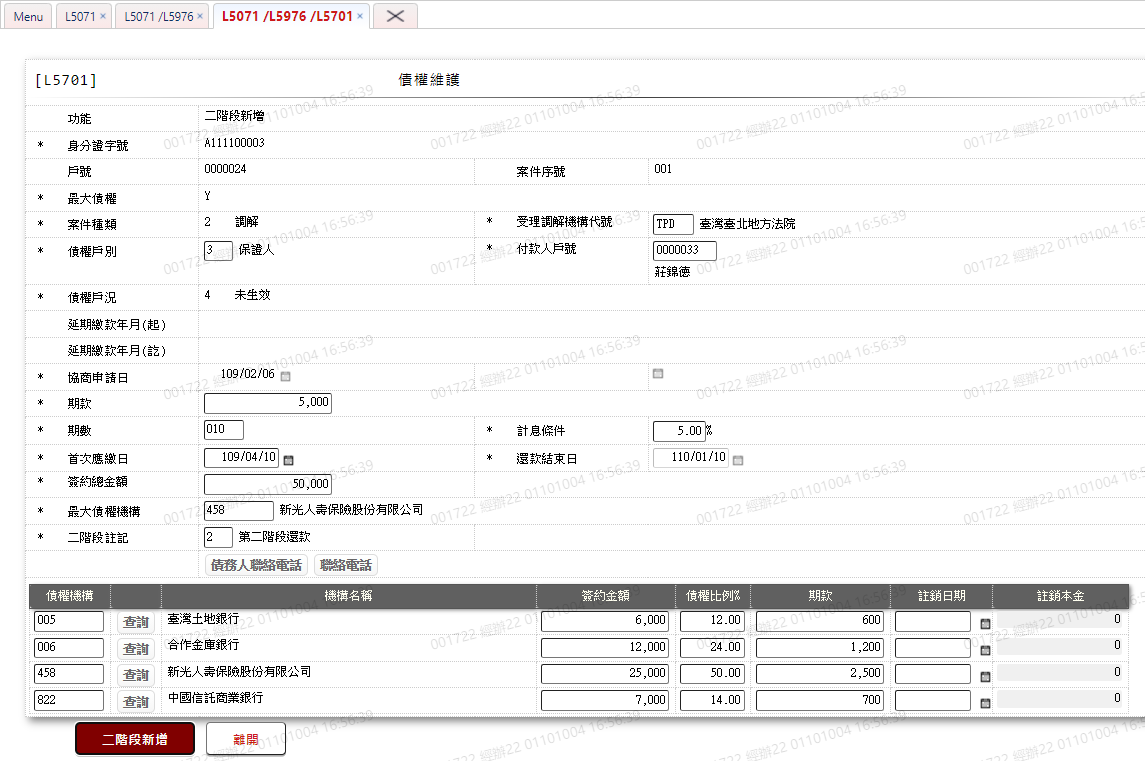 Menu L5071 × L5071 /L5976 × L5071 /L5976 /L5701 ×
[L5701] 債權維護
功能 二階段新增
* 身分證字號 A111100003
戶號 0000024 案件序號 001
* 最大債權 Y
* 案件種類 2 調解 * 受理調解機構代號 TPD 臺灣臺北地方法院
* 債權戶別 3 保證人 * 付款人戶號 0000033
莊錦德
* 債權戶況 4 未生效
延期繳款年月(起)
延期繳款年月(訖)
* 協商申請日 109/02/06
* 期款 5,000
* 期數 010 * 計息條件 5.00 %
* 首次應繳日 109/04/10 * 還款結束日 110/01/10
* 簽約總金額 50,000
* 最大債權機構 458 新光人壽保險股份有限公司
* 二階段註記 2 第二階段還款
債務人聯絡電話 聯絡電話
債權機構 機構名稱 簽約金額 債權比例% 期款 註銷日期 註銷本金
005 查詢 臺灣土地銀行 6,000 12.00 600 0
006 查詢 合作金庫銀行 12,000 24.00 1,200 0
458 查詢 新光人壽保險股份有限公司 25,000 50.00 2,500 0
822 查詢 中國信託商業銀行 7,000 14.00 700 0
二階段新增 離開
001722 經辦22 01101004 16:56:39